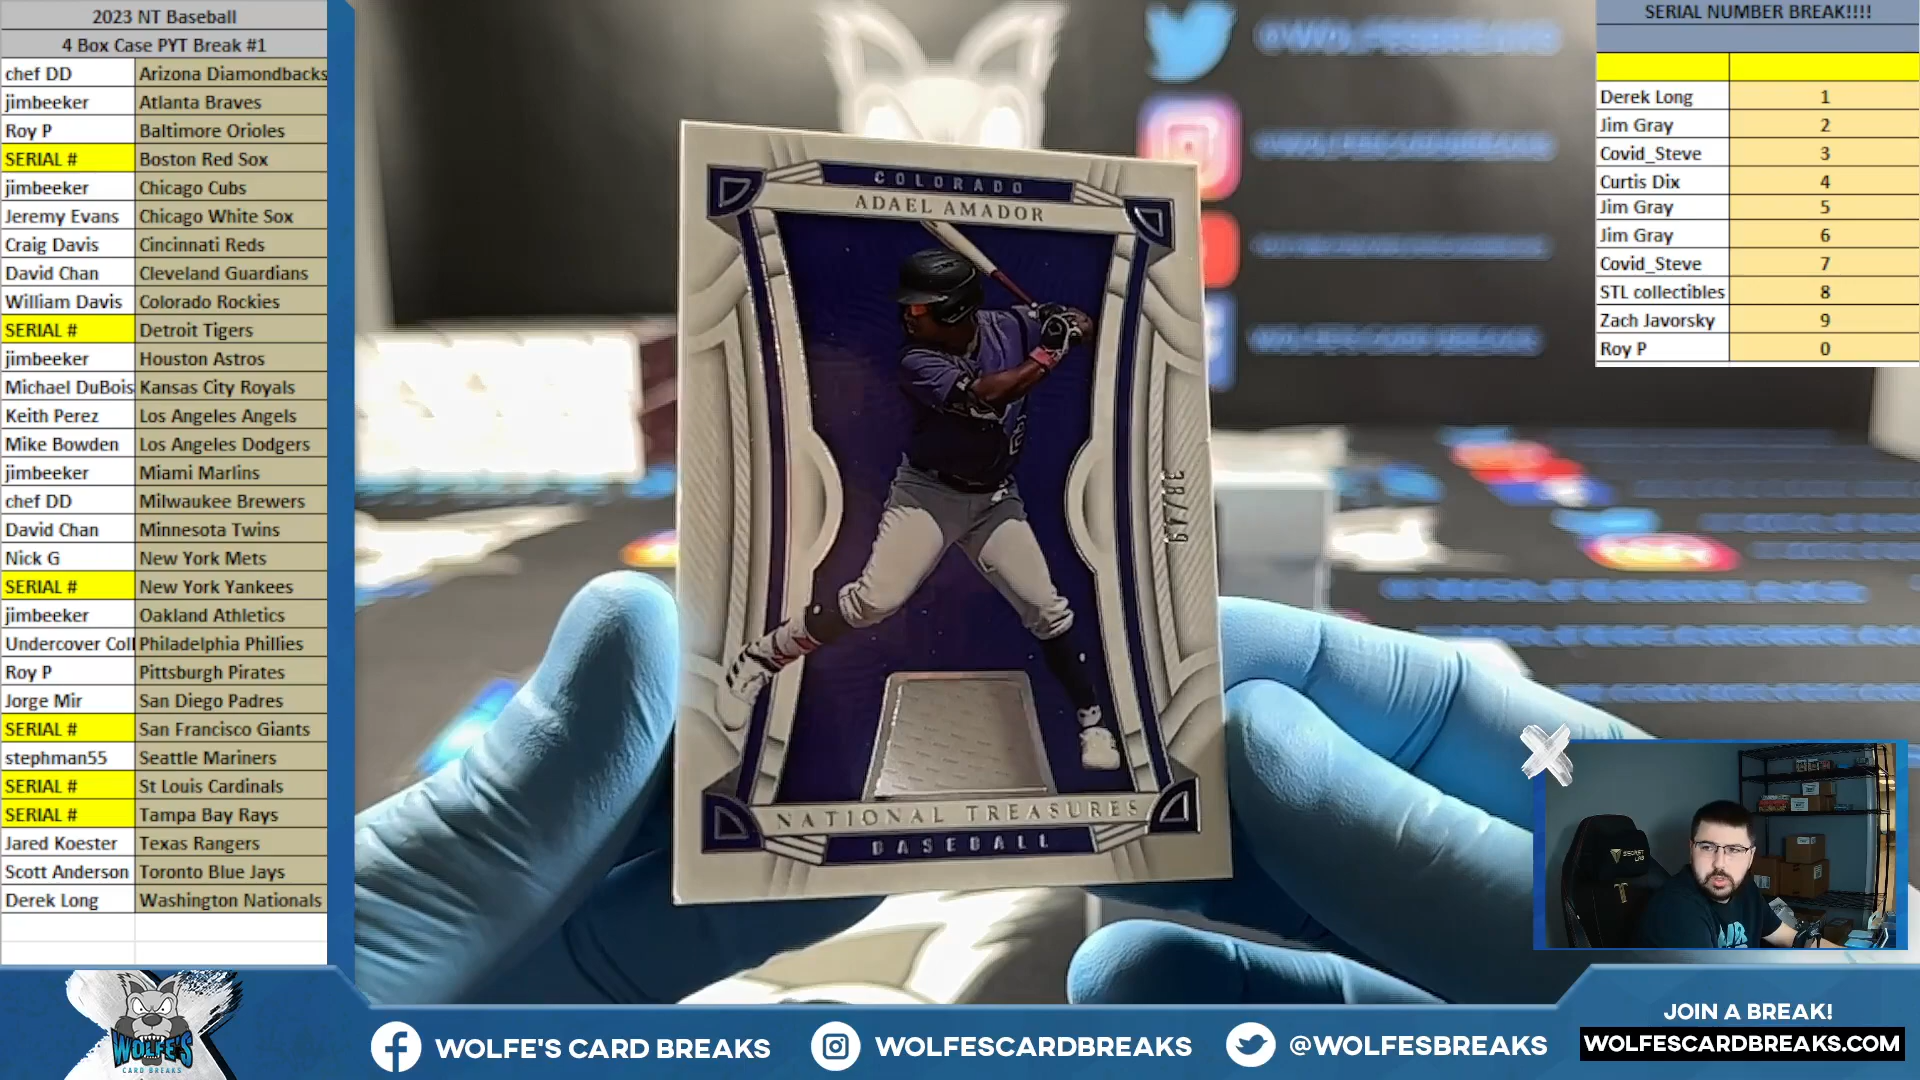 2023 NT Baseball
4 Box Case PYT Break #1
chef DD Arizona Diamondbacks
jimbeeker Atlanta Braves
Roy P Baltimore Orioles
SERIAL # Boston Red Sox
jimbeeker Chicago Cubs
Jeremy Evans Chicago White Sox
Craig Davis Cincinnati Reds
David Chan Cleveland Guardians
William Davis Colorado Rockies
SERIAL # Detroit Tigers
jimbeeker Houston Astros
Michael DuBois Kansas City Royals
Keith Perez Los Angeles Angels
Mike Bowden Los Angeles Dodgers
jimbeeker Miami Marlins
chef DD Milwaukee Brewers
David Chan Minnesota Twins
Nick G New York Mets
SERIAL # New York Yankees
jimbeeker Oakland Athletics
Undercover Coll Philadelphia Phillies
Roy P Pittsburgh Pirates
Jorge Mir San Diego Padres
SERIAL # San Francisco Giants
stephman55 Seattle Mariners
SERIAL # St Louis Cardinals
SERIAL # Tampa Bay Rays
Jared Koester Texas Rangers
Scott Anderson Toronto Blue Jays
Derek Long Washington Nationals
COLORADO
ADAEL AMADOR
38/49
NATIONAL TREASURES
BASEBALL
SERIAL NUMBER BREAK!!!!
Derek Long 1
Jim Gray 2
Covid_Steve 3
Curtis Dix 4
Jim Gray 5
Jim Gray 6
Covid_Steve 7
STL collectibles 8
Zach Javorsky 9
Roy P 0
@WOLFESBREAKS
SECRET LAB
WOLFE'S
CARD BREAKS
WOLFE'S CARD BREAKS
WOLFESCARDBREAKS
@WOLFESBREAKS
JOIN A BREAK!
WOLFESCARDBREAKS.COM